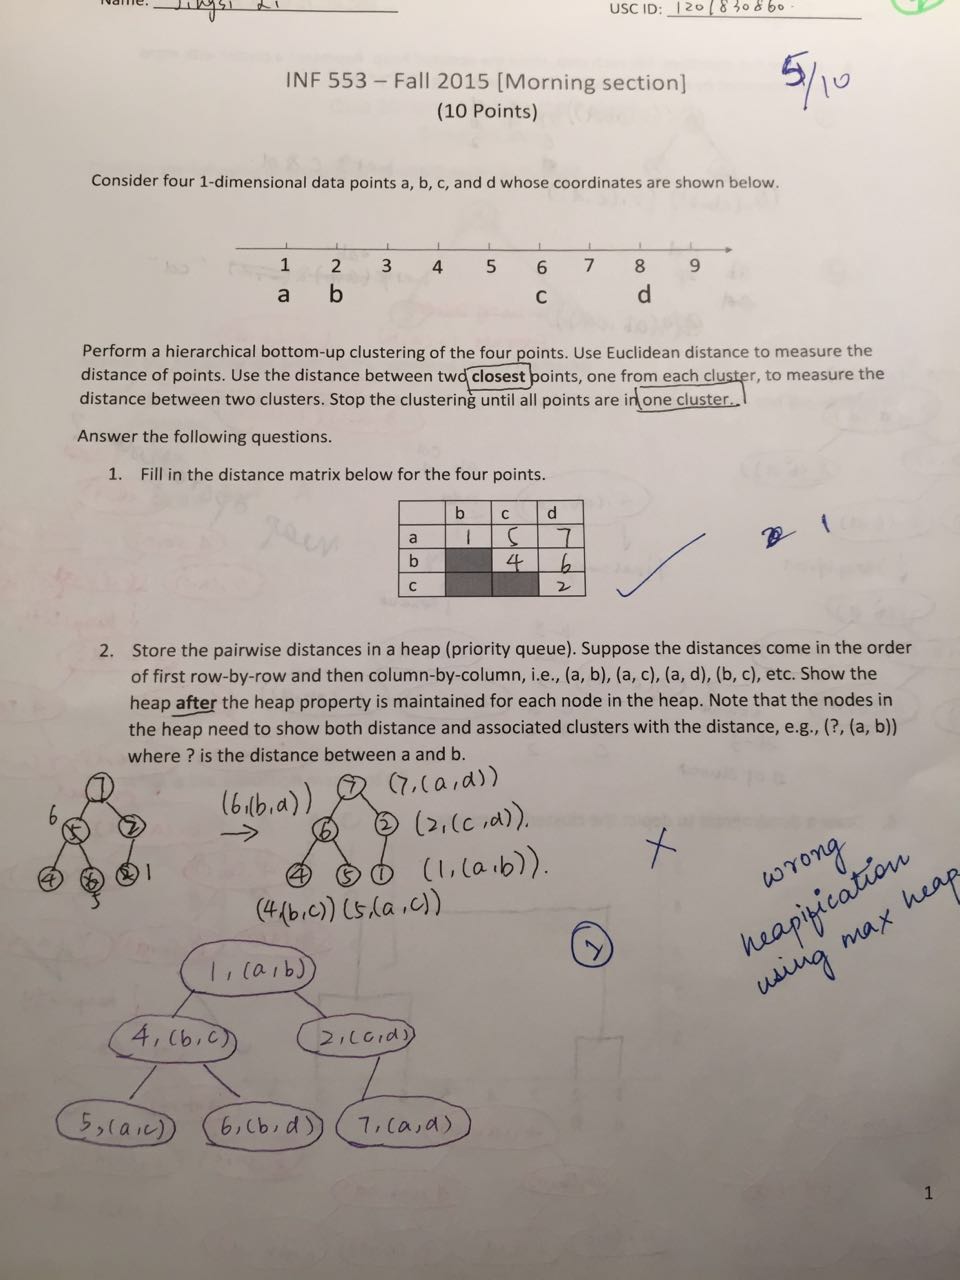 Name: Jingsi Li
USC ID: 1201830860.
INF 553 – Fall 2015 [Morning section]
5/10
(10 Points)
Consider four 1-dimensional data points a, b, c, and d whose coordinates are shown below.
1 2 3 4 5 6 7 8 9
a b c d
Perform a hierarchical bottom-up clustering of the four points. Use Euclidean distance to measure the
distance of points. Use the distance between two closest points, one from each cluster, to measure the
distance between two clusters. Stop the clustering until all points are in one cluster.
Answer the following questions.
1. Fill in the distance matrix below for the four points.
b c d
a 1 5 7
b 4 6
c 2
1
2. Store the pairwise distances in a heap (priority queue). Suppose the distances come in the order
of first row-by-row and then column-by-column, i.e., (a, b), (a, c), (a, d), (b, c), etc. Show the
heap after the heap property is maintained for each node in the heap. Note that the nodes in
the heap need to show both distance and associated clusters with the distance, e.g., (?, (a, b))
where ? is the distance between a and b.
7
6 5
4 5 1
(6,(b,d))
→
7 (7,(a,d))
6 2 (2,(c,d)).
4 5 1 (1,(a,b)).
(4,(b,c)) (5,(a,c))
X
wrong
heapification
using max heap
1,(a,b)
4,(b,c) 2,(c,d)
5,(a,c) 6,(b,d) 7,(a,d)
1